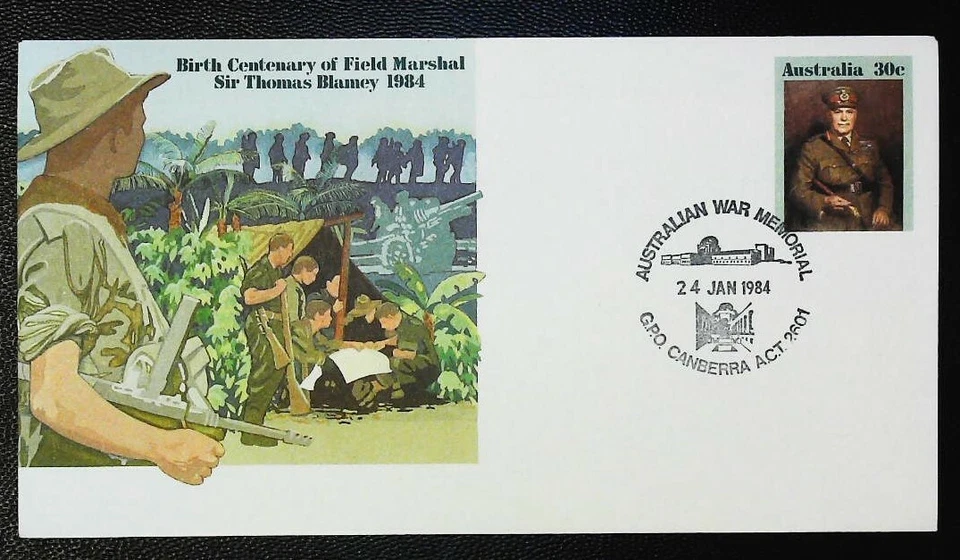 Birth Centenary of Field Marshal
Sir Thomas Blamey 1984
Australia 30c
AUSTRALIAN WAR MEMORIAL
24 JAN 1984
G.P.O. CANBERRA A.C.T. 2601